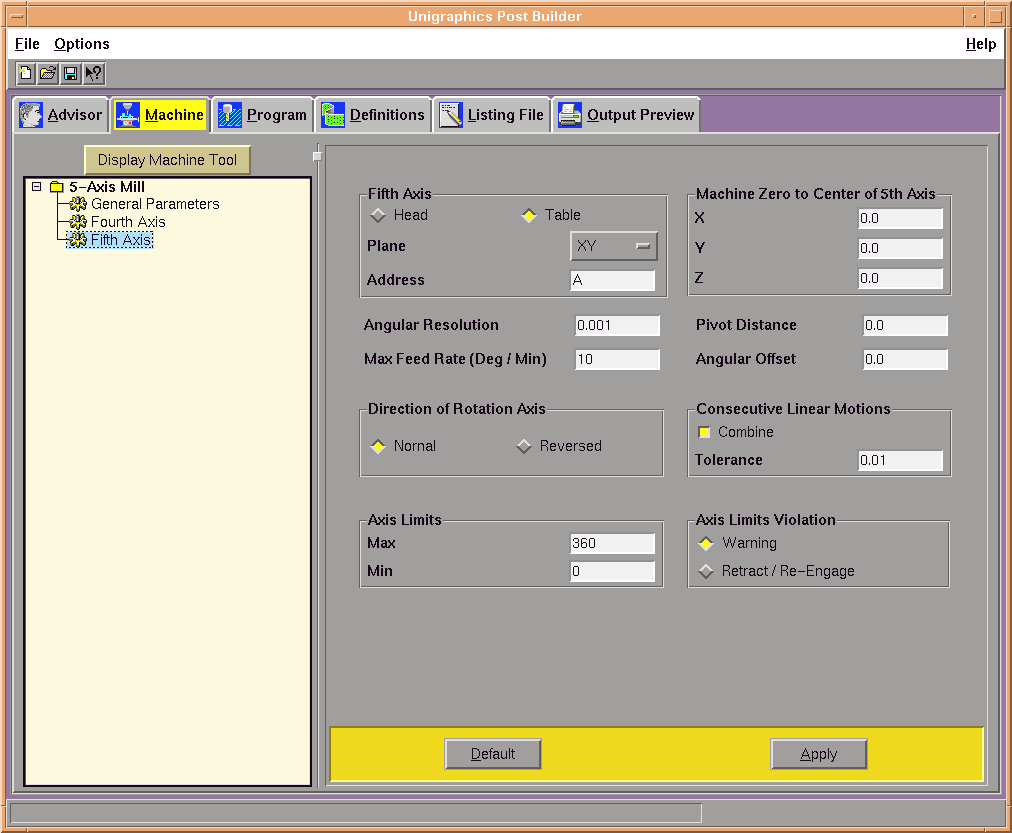 Unigraphics Post Builder
File Options Help
Advisor Machine Program Definitions Listing File Output Preview
Display Machine Tool
5-Axis Mill
General Parameters
Fourth Axis
Fifth Axis
Fifth Axis
Head Table
Plane XY
Address A
Machine Zero to Center of 5th Axis
X 0.0
Y 0.0
Z 0.0
Angular Resolution 0.001
Max Feed Rate (Deg / Min) 10
Pivot Distance 0.0
Angular Offset 0.0
Direction of Rotation Axis
Nornal Reversed
Consecutive Linear Motions
Combine
Tolerance 0.01
Axis Limits
Max 360
Min 0
Axis Limits Violation
Warning
Retract / Re-Engage
Default Apply